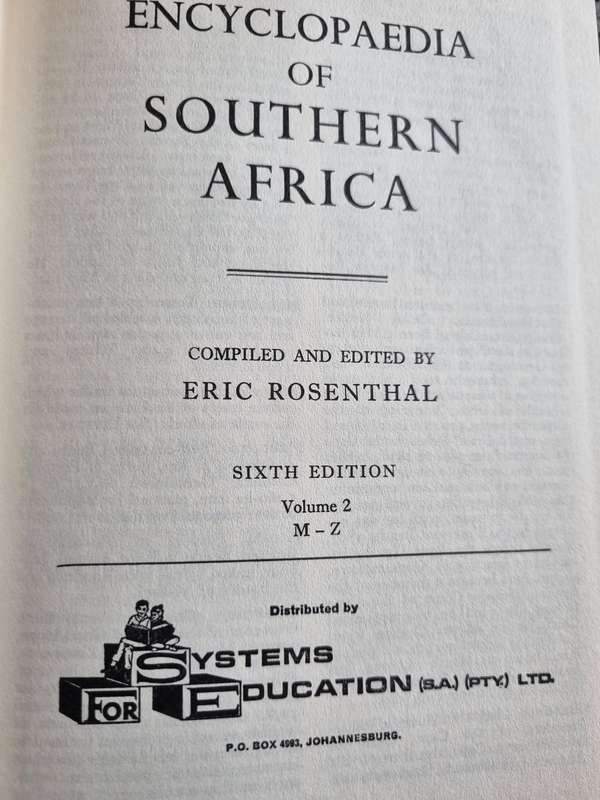 ENCYCLOPAEDIA
OF
SOUTHERN
AFRICA
COMPILED AND EDITED BY
ERIC ROSENTHAL
SIXTH EDITION
Volume 2
M – Z
Distributed by
SYSTEMS
FOR EDUCATION (S.A.) (PTY.) LTD.
P.O. BOX 4993, JOHANNESBURG.